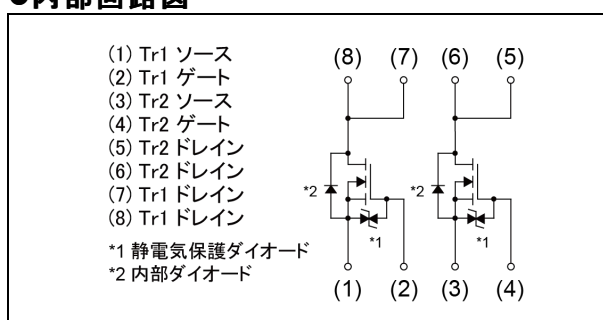 ●内部回路図
(1) Tr1 ソース
(2) Tr1 ゲート
(3) Tr2 ソース
(4) Tr2 ゲート
(5) Tr2 ドレイン
(6) Tr2 ドレイン
(7) Tr1 ドレイン
(8) Tr1 ドレイン
*1 静電気保護ダイオード
*2 内部ダイオード
(8) (7) (6) (5)
*2 *2
*1 *1
(1) (2) (3) (4)